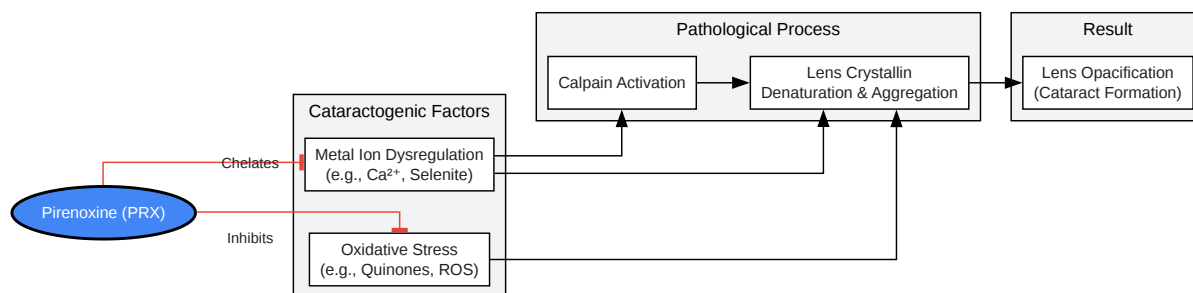 Pathological Process
Result
Calpain Activation
Lens Crystallin
Denaturation & Aggregation
Lens Opacification
(Cataract Formation)
Cataractogenic Factors
Chelates
Metal Ion Dysregulation
(e.g., Ca²⁺, Selenite)
Pirenoxine (PRX)
Inhibits
Oxidative Stress
(e.g., Quinones, ROS)